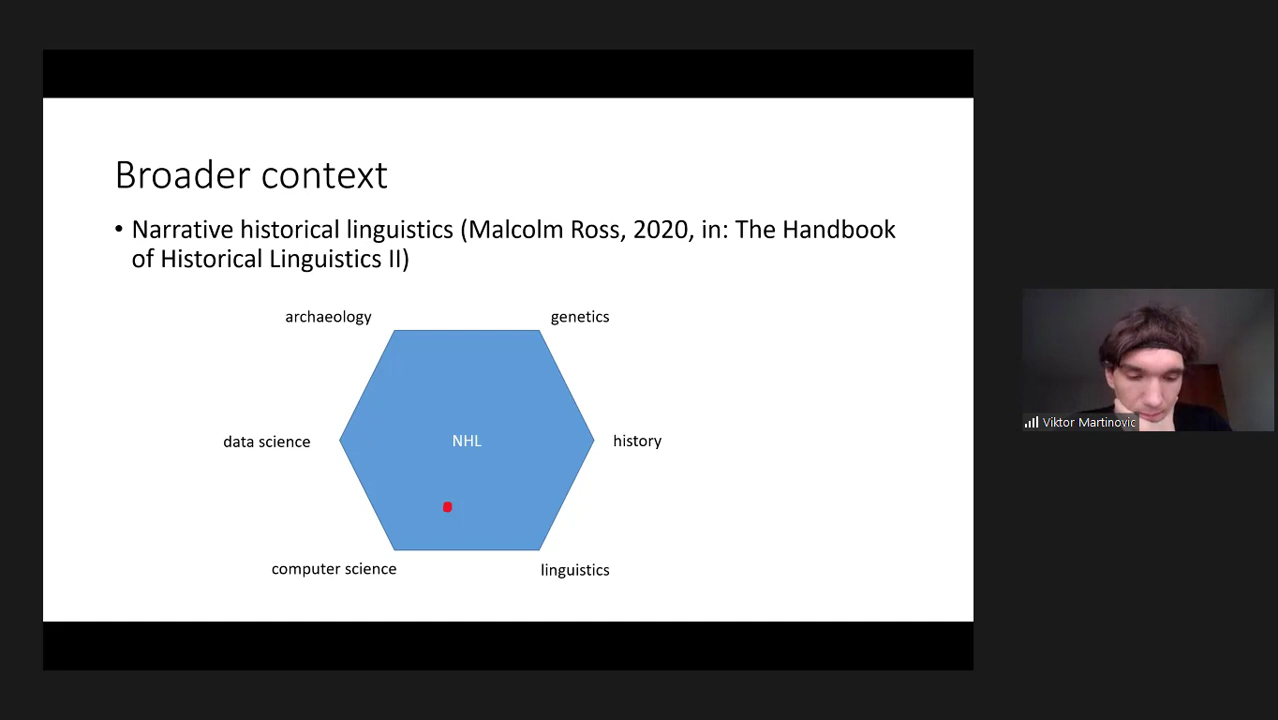 Broader context
• Narrative historical linguistics (Malcolm Ross, 2020, in: The Handbook
of Historical Linguistics II)
archaeology
genetics
data science
NHL
history
computer science
linguistics
Viktor Martinovic